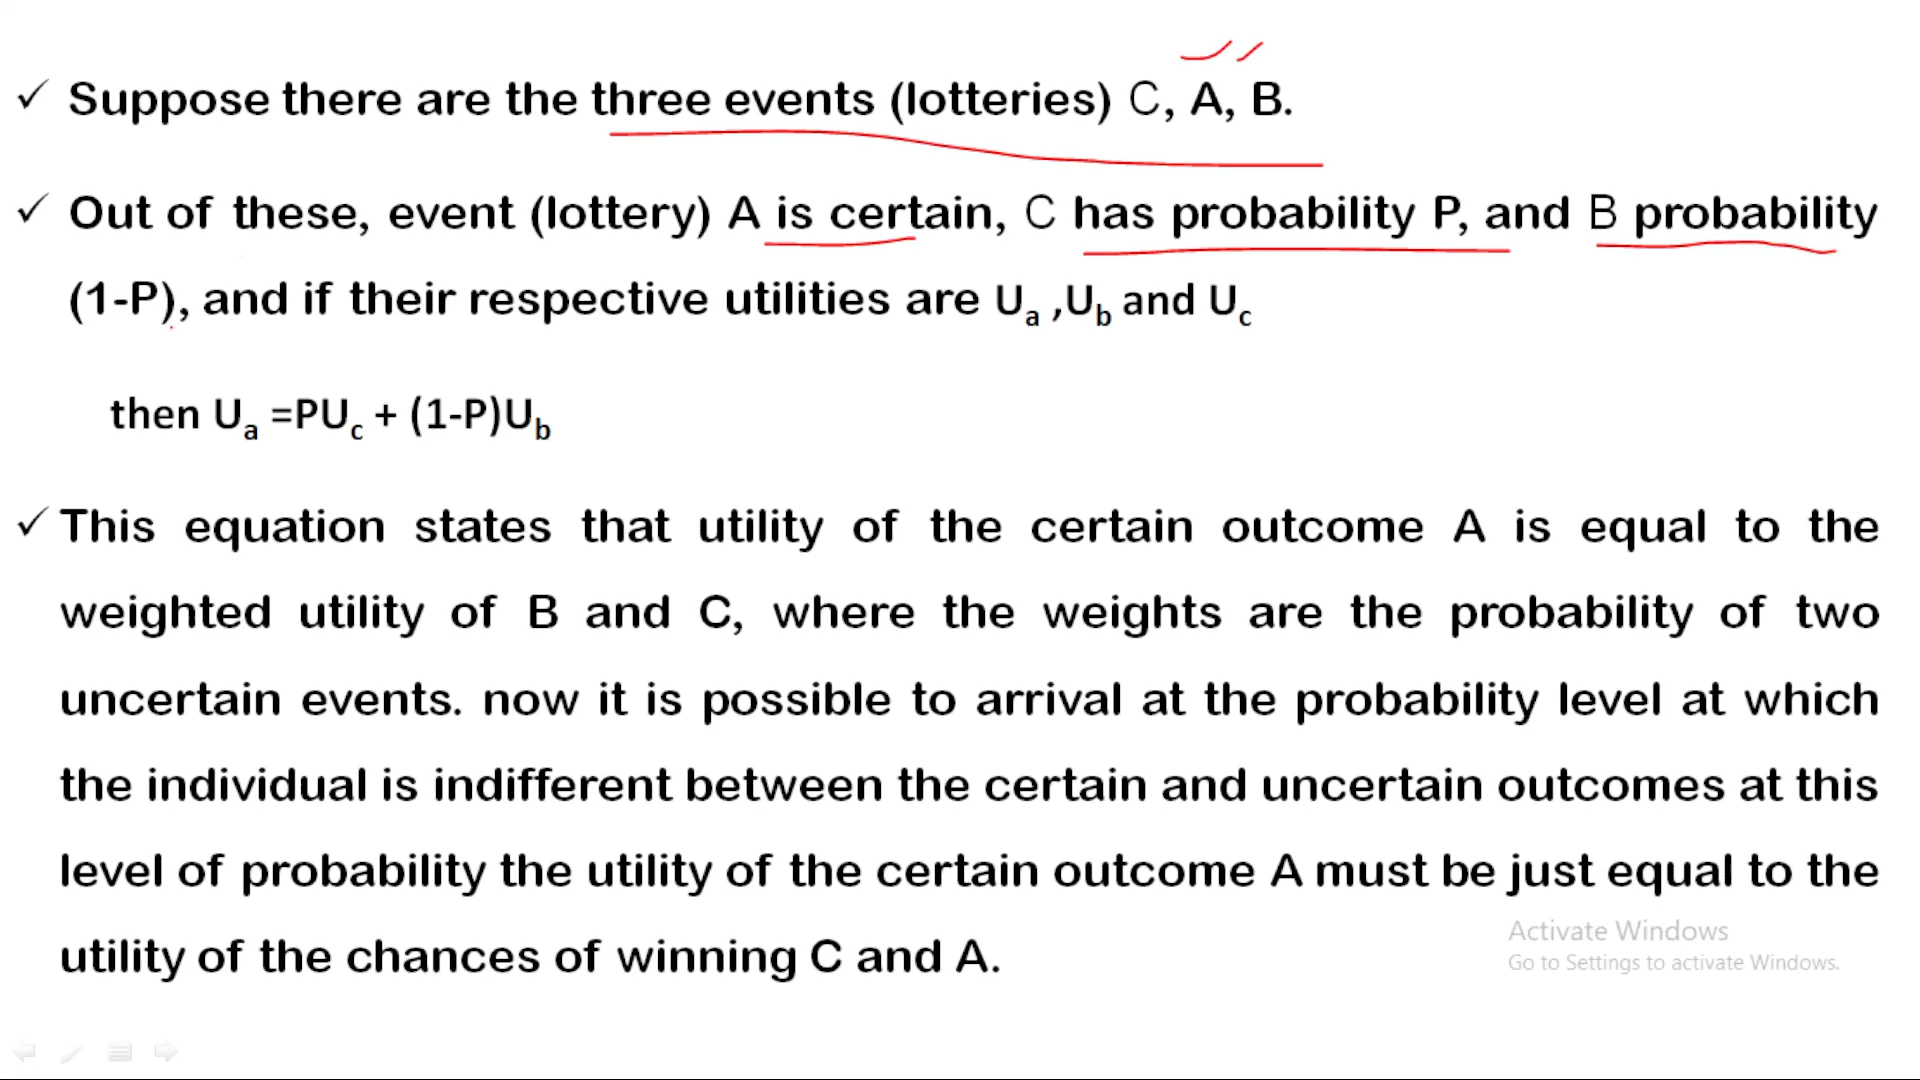 ✓ Suppose there are the three events (lotteries) C, A, B.
✓ Out of these, event (lottery) A is certain, C has probability P, and B probability
(1-P), and if their respective utilities are Uₐ ,U_b and U_c
then Uₐ =PU_c + (1-P)U_b
✓ This equation states that utility of the certain outcome A is equal to the
weighted utility of B and C, where the weights are the probability of two
uncertain events. now it is possible to arrival at the probability level at which
the individual is indifferent between the certain and uncertain outcomes at this
level of probability the utility of the certain outcome A must be just equal to the
utility of the chances of winning C and A.
Activate Windows
Go to Settings to activate Windows.